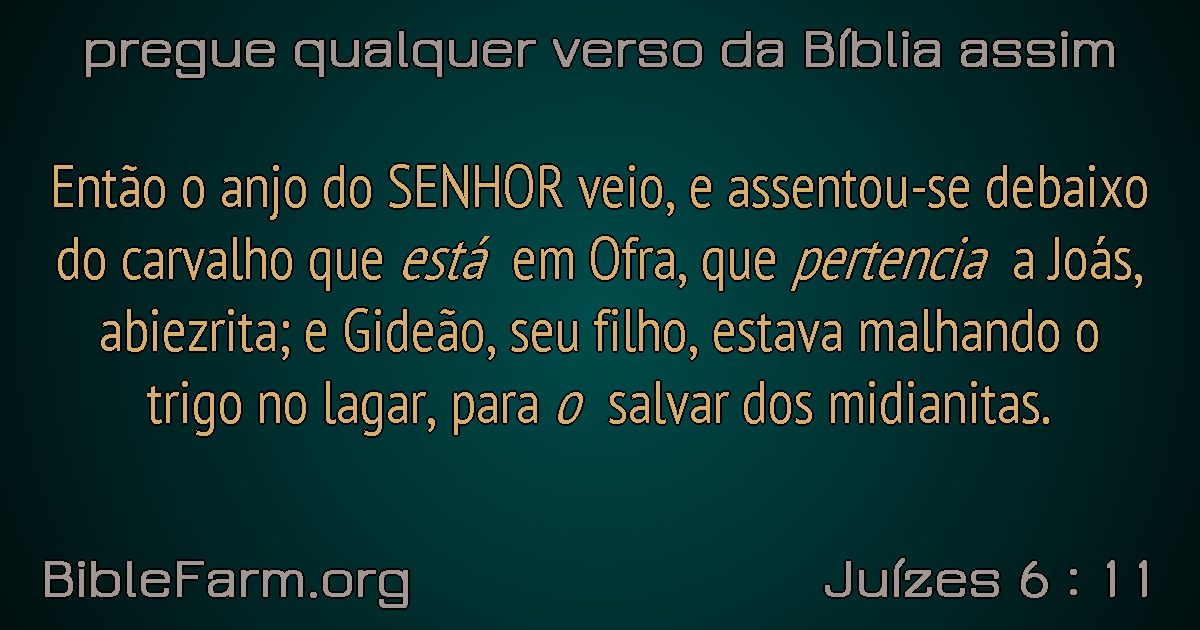 pregue qualquer verso da Bíblia assim
Então o anjo do SENHOR veio, e assentou-se debaixo
do carvalho que está em Ofra, que pertencia a Joás,
abiezrita; e Gideão, seu filho, estava malhando o
trigo no lagar, para o salvar dos midianitas.
BibleFarm.org
Juízes 6 : 11